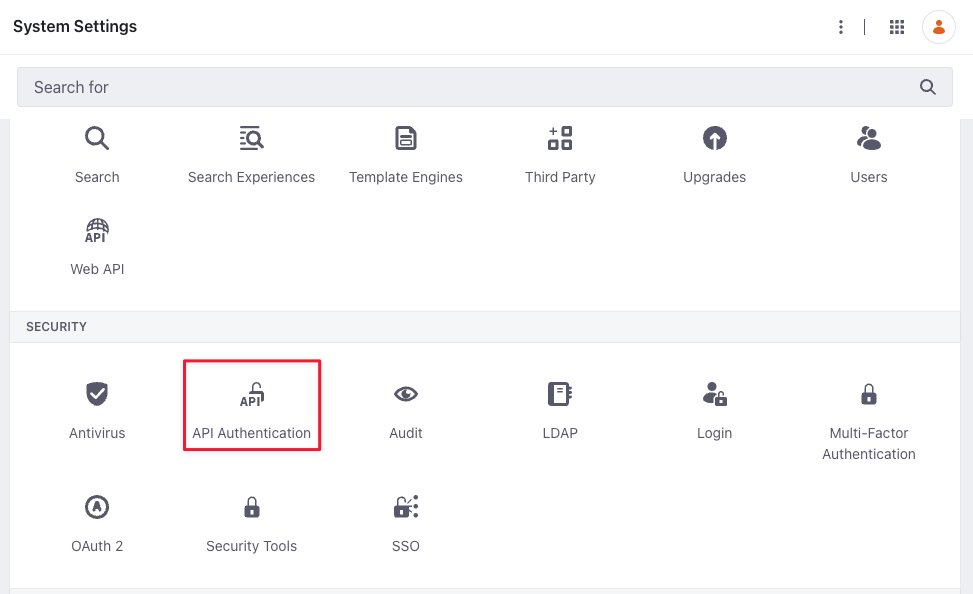 System Settings
Search for
Search Search Experiences Template Engines Third Party Upgrades Users
API
Web API
SECURITY
API
Antivirus API Authentication Audit LDAP Login Multi-Factor
Authentication
A
OAuth 2 Security Tools SSO